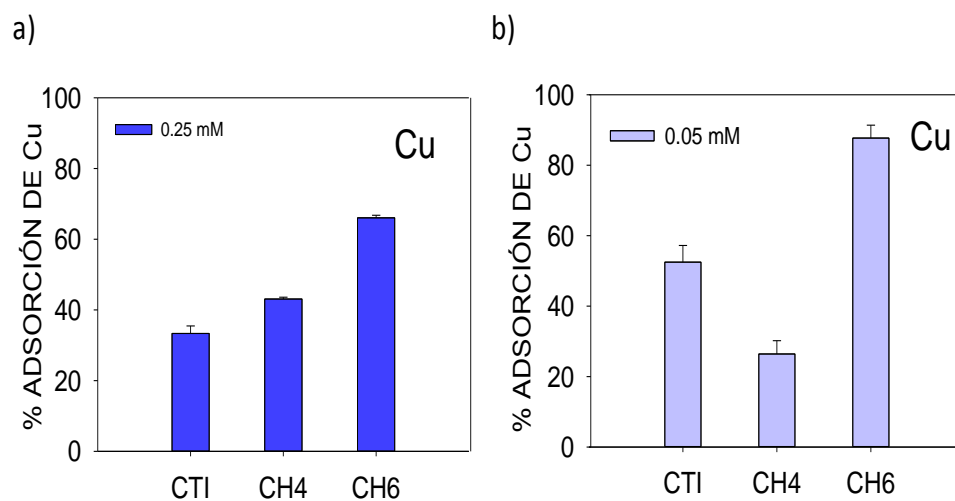 a)
% ADSORCIÓN DE Cu
100
80
60
40
20
0
0.25 mM
Cu
CTI CH4 CH6
b)
% ADSORCIÓN DE Cu
100
80
60
40
20
0
0.05 mM
Cu
CTI CH4 CH6